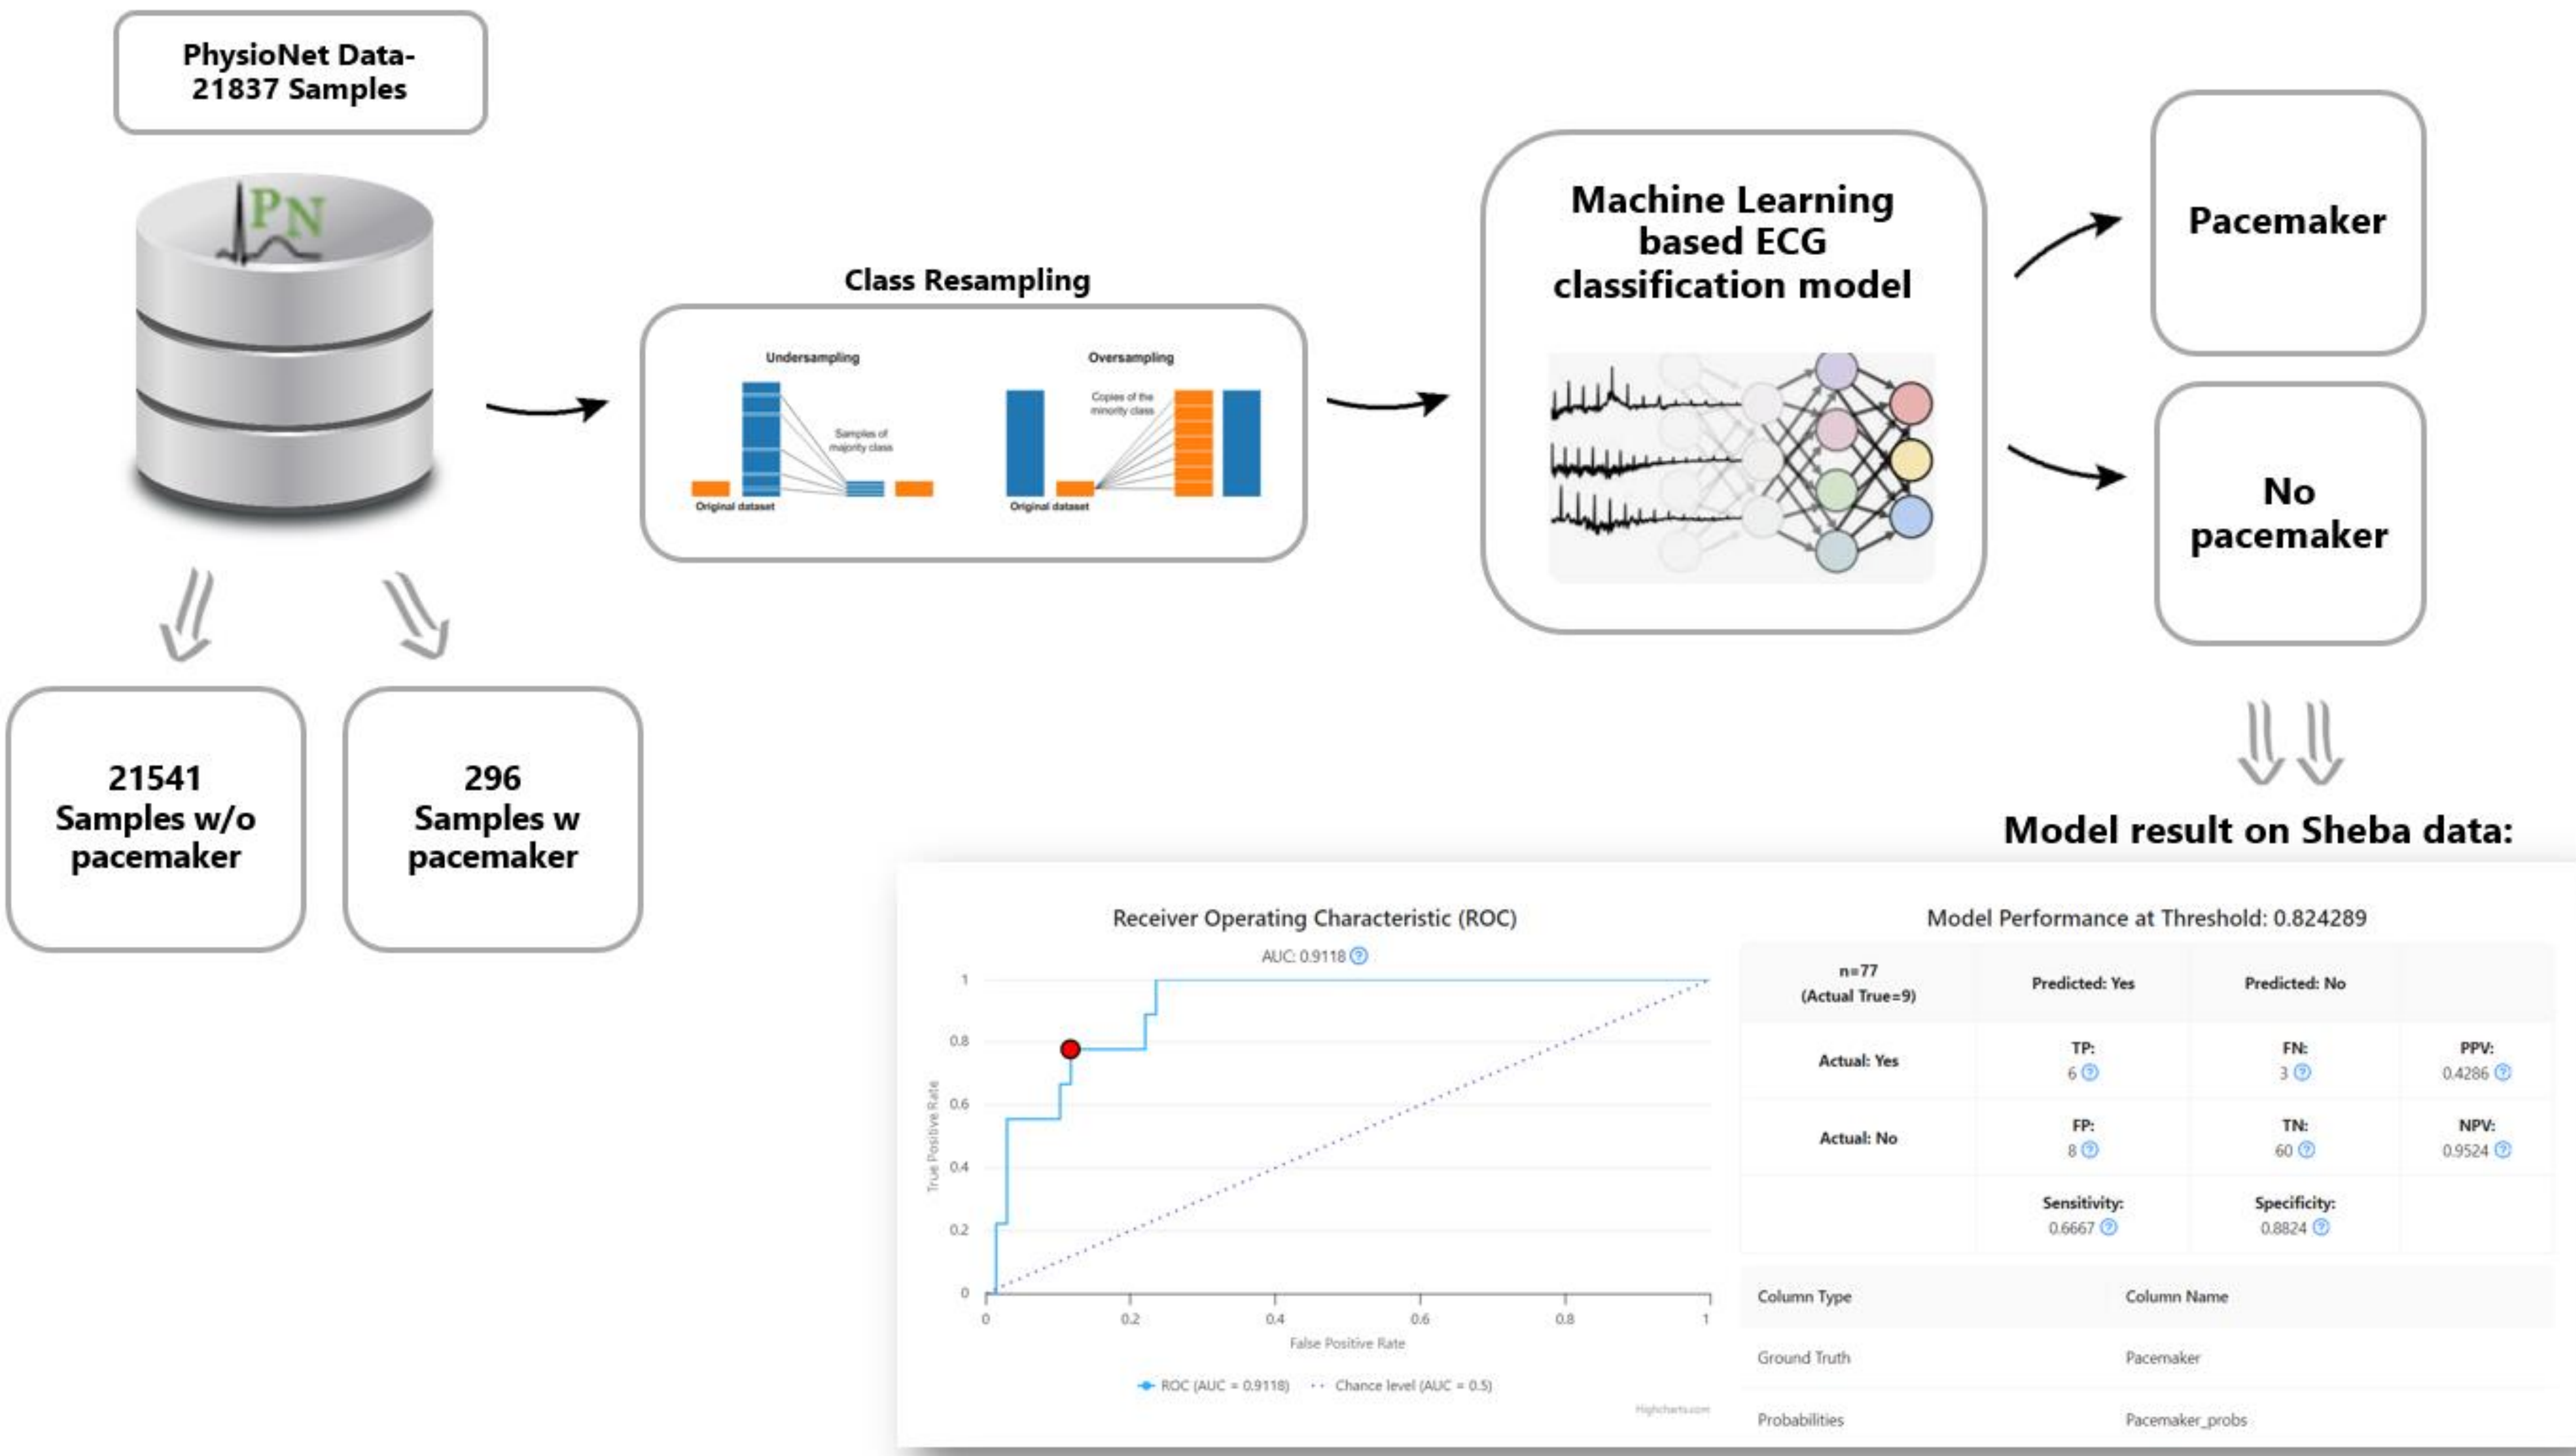 PhysioNet Data-
21837 Samples
PN
21541
Samples w/o
pacemaker
296
Samples w
pacemaker
Class Resampling
Undersampling
Samples of
majority class
Original dataset
Oversampling
Copies of the
minority class
Original dataset
Machine Learning
based ECG
classification model
Pacemaker
No
pacemaker
Model result on Sheba data:
Receiver Operating Characteristic (ROC)
AUC: 0.9118 ?
True Positive Rate
1
0.8
0.6
0.4
0.2
0
0 0.2 0.4 0.6 0.8 1
False Positive Rate
ROC (AUC = 0.9118) Chance level (AUC = 0.5)
Highcharts.com
Model Performance at Threshold: 0.824289
n=77
(Actual True=9)
Predicted: Yes
Predicted: No
Actual: Yes
TP:
6 ?
FN:
3 ?
PPV:
0.4286 ?
Actual: No
FP:
8 ?
TN:
60 ?
NPV:
0.9524 ?
Sensitivity:
0.6667 ?
Specificity:
0.8824 ?
Column Type Column Name
Ground Truth Pacemaker
Probabilities Pacemaker_probs